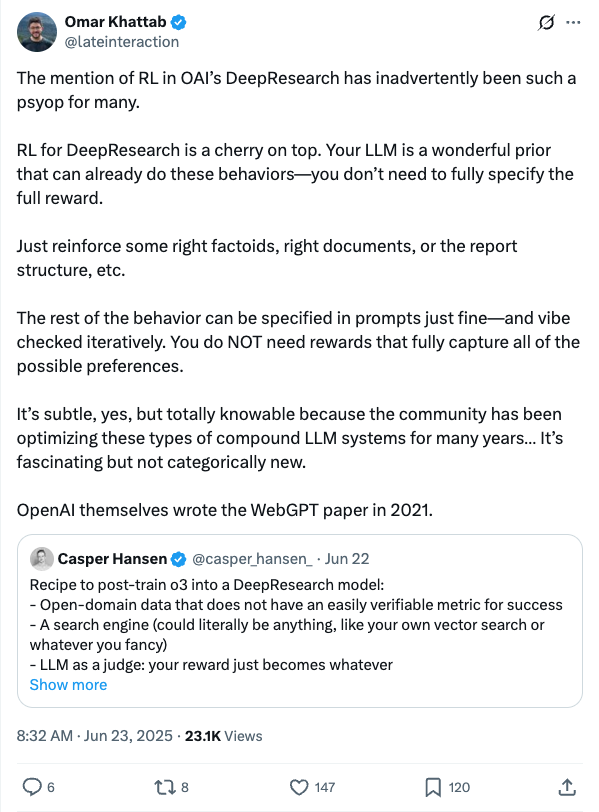 Omar Khattab
@lateinteraction
The mention of RL in OAI’s DeepResearch has inadvertently been such a
psyop for many.
RL for DeepResearch is a cherry on top. Your LLM is a wonderful prior
that can already do these behaviors—you don’t need to fully specify the
full reward.
Just reinforce some right factoids, right documents, or the report
structure, etc.
The rest of the behavior can be specified in prompts just fine—and vibe
checked iteratively. You do NOT need rewards that fully capture all of the
possible preferences.
It’s subtle, yes, but totally knowable because the community has been
optimizing these types of compound LLM systems for many years... It’s
fascinating but not categorically new.
OpenAI themselves wrote the WebGPT paper in 2021.
Casper Hansen @casper_hansen_ · Jun 22
Recipe to post-train o3 into a DeepResearch model:
- Open-domain data that does not have an easily verifiable metric for success
- A search engine (could literally be anything, like your own vector search or
whatever you fancy)
- LLM as a judge: your reward just becomes whatever
Show more
8:32 AM · Jun 23, 2025 · 23.1K Views
6 8 147 120